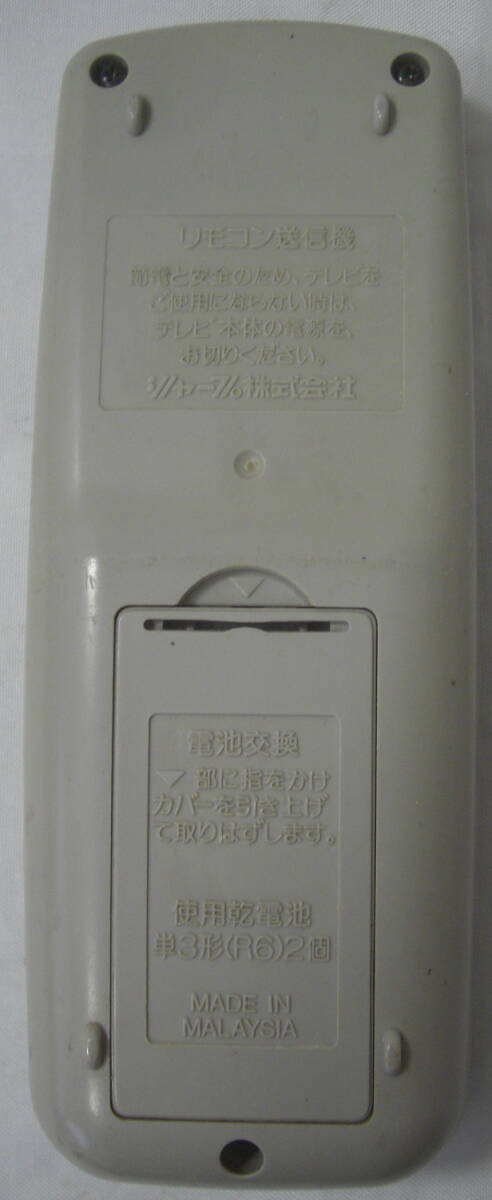 リモコン送信機
節電と安全のため、テレビを
ご使用にならない時は、
テレビ本体の電源を、
お切りください。
シャープ株式会社
電池交換
▽ 部に指をかけ
カバーを引き上げ
て取りはずします。
使用乾電池
単3形(R6)2個
MADE IN
MALAYSIA